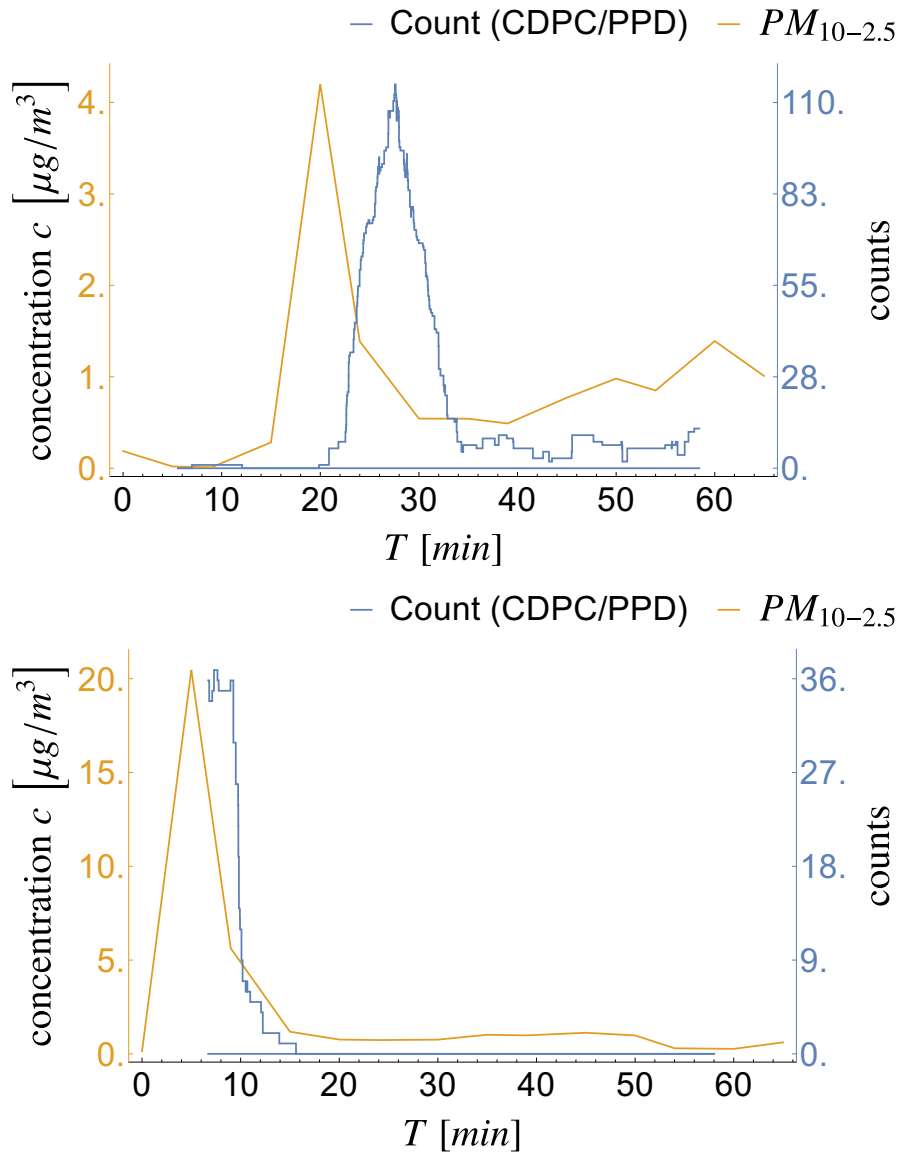 Count (CDPC/PPD) PM10−2.5
concentration c [μg/m³]
4.
3.
2.
1.
0.
110.
83.
55.
28.
0.
counts
0 10 20 30 40 50 60
T [min]
Count (CDPC/PPD) PM10−2.5
concentration c [μg/m³]
20.
15.
10.
5.
0.
36.
27.
18.
9.
0.
counts
0 10 20 30 40 50 60
T [min]